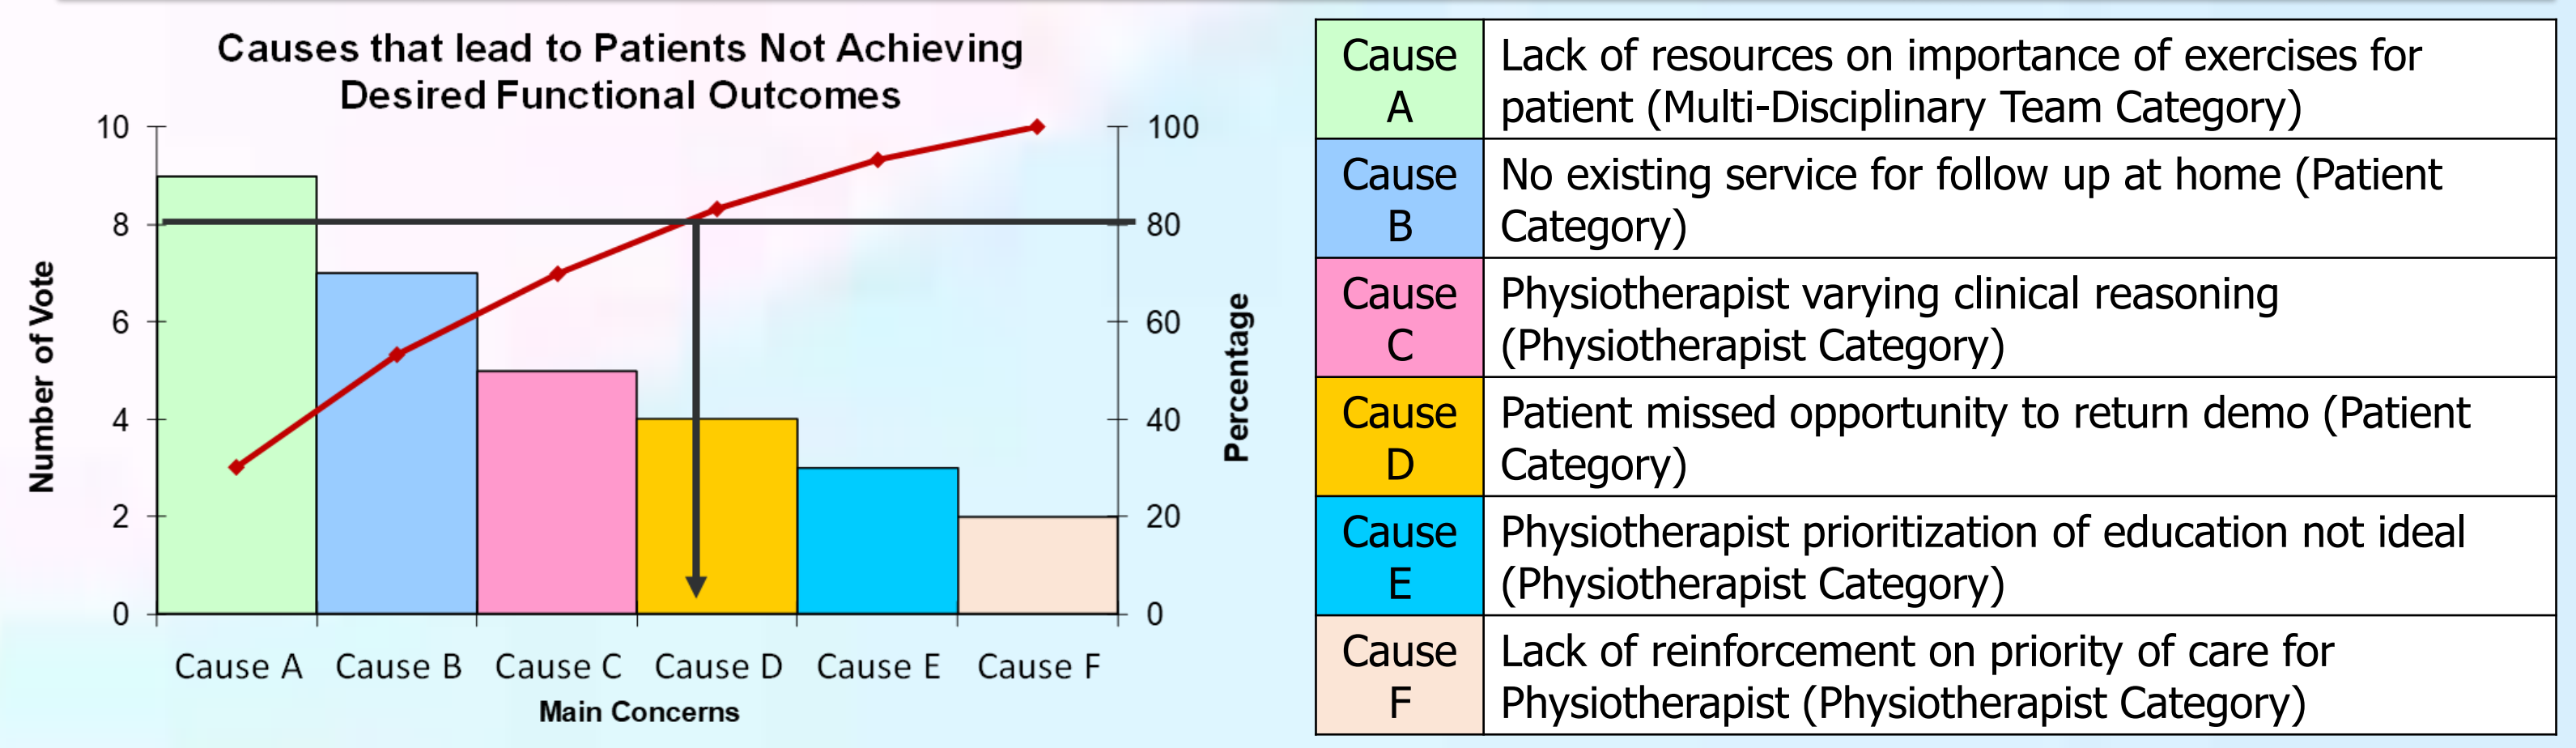 Causes that lead to Patients Not Achieving
Desired Functional Outcomes
10
8
6
4
2
0
Number of Vote
100
80
60
40
20
0
Percentage
Cause A
Cause B
Cause C
Cause D
Cause E
Cause F
Main Concerns
Cause
A
Lack of resources on importance of exercises for
patient (Multi-Disciplinary Team Category)
Cause
B
No existing service for follow up at home (Patient
Category)
Cause
C
Physiotherapist varying clinical reasoning
(Physiotherapist Category)
Cause
D
Patient missed opportunity to return demo (Patient
Category)
Cause
E
Physiotherapist prioritization of education not ideal
(Physiotherapist Category)
Cause
F
Lack of reinforcement on priority of care for
Physiotherapist (Physiotherapist Category)